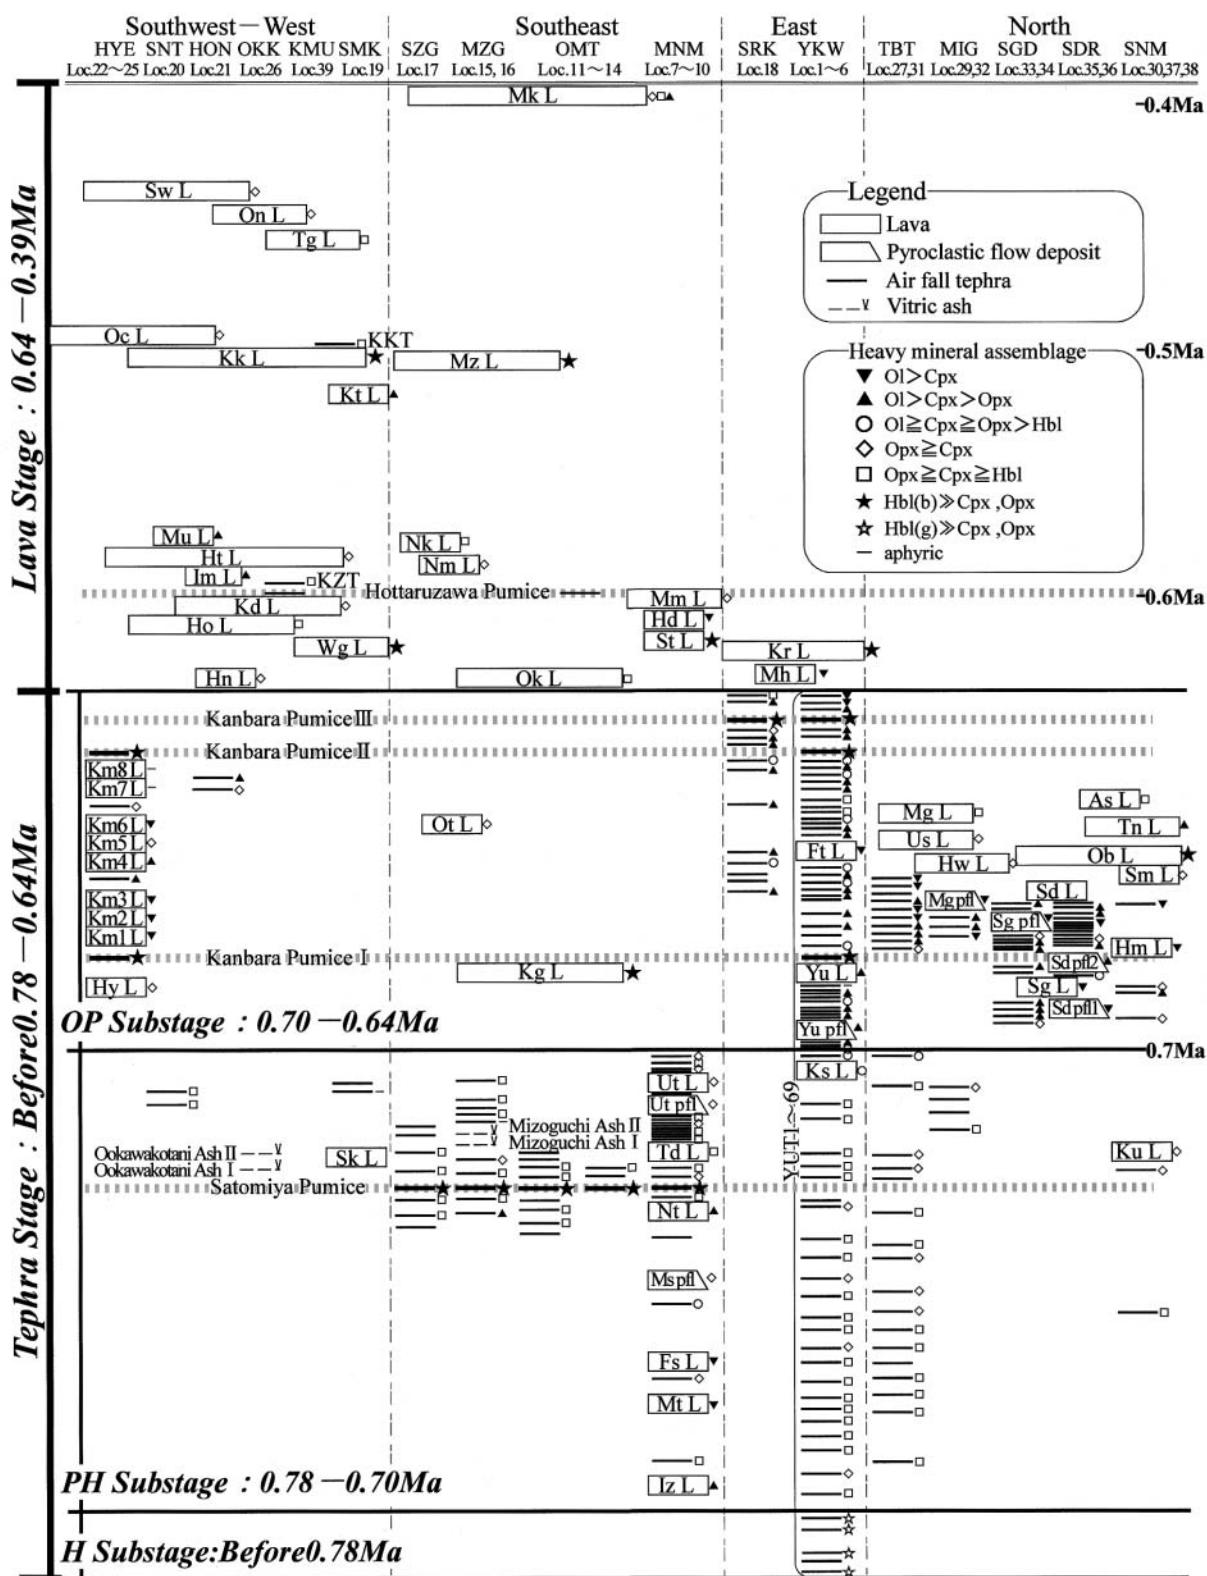 Southwest—West Southeast East North
HYE SNT HON OKK KMU SMK SZG MZG OMT MNM SRK YKW TBT MIG SGD SDR SNM
Loc.22～25 Loc.20 Loc.21 Loc.26 Loc.39 Loc.19 Loc.17 Loc.15, 16 Loc.11～14 Loc.7～10 Loc.18 Loc.1～6 Loc.27,31 Loc.29,32 Loc.33,34 Loc.35,36 Loc.30,37,38
Mk L
-0.4Ma
Sw L
On L
Tg L
Legend
Lava
Pyroclastic flow deposit
Air fall tephra
Vitric ash
Lava Stage : 0.64－0.39Ma
Oc L
KKT
Kk L
Mz L
-0.5Ma
Kt L
Heavy mineral assemblage
Ol＞Cpx
Ol＞Cpx＞Opx
Ol≧Cpx≧Opx＞Hbl
Opx≧Cpx
Opx≧Cpx≧Hbl
Hbl(b)≫Cpx ,Opx
Hbl(g)≫Cpx ,Opx
aphyric
Mu L
Nk L
Ht L
Nm L
Im L
KZT
Hottaruzawa Pumice
-0.6Ma
Kd L
Mm L
Ho L
Hd L
Wg L
St L
Kr L
Hn L
Ok L
Mh L
Kanbara Pumice III
Kanbara Pumice II
Km8 L
Km7 L
As L
Mg L
Km6 L
Ot L
Tn L
Km5 L
Us L
Km4 L
Ft L
Hw L
Ob L
Sm L
Km3 L
Mg pfl
Sd L
Km2 L
Sg pfl
Km1 L
Hm L
Kanbara Pumice I
Sd pfl2
Kg L
Yu L
Hy L
Sg L
Sd pfl1
OP Substage : 0.70－0.64Ma
Yu pfl
Tephra Stage : Before0.78－0.64Ma
-0.7Ma
Ks L
Ut L
Ut pfl
YUT1～69
Mizoguchi Ash II
Mizoguchi Ash I
Ookawakotani Ash II
Sk L
Td L
Ku L
Ookawakotani Ash I
Satomiya Pumice
Nt L
Ms pfl
Fs L
Mt L
PH Substage : 0.78－0.70Ma
Iz L
H Substage:Before0.78Ma